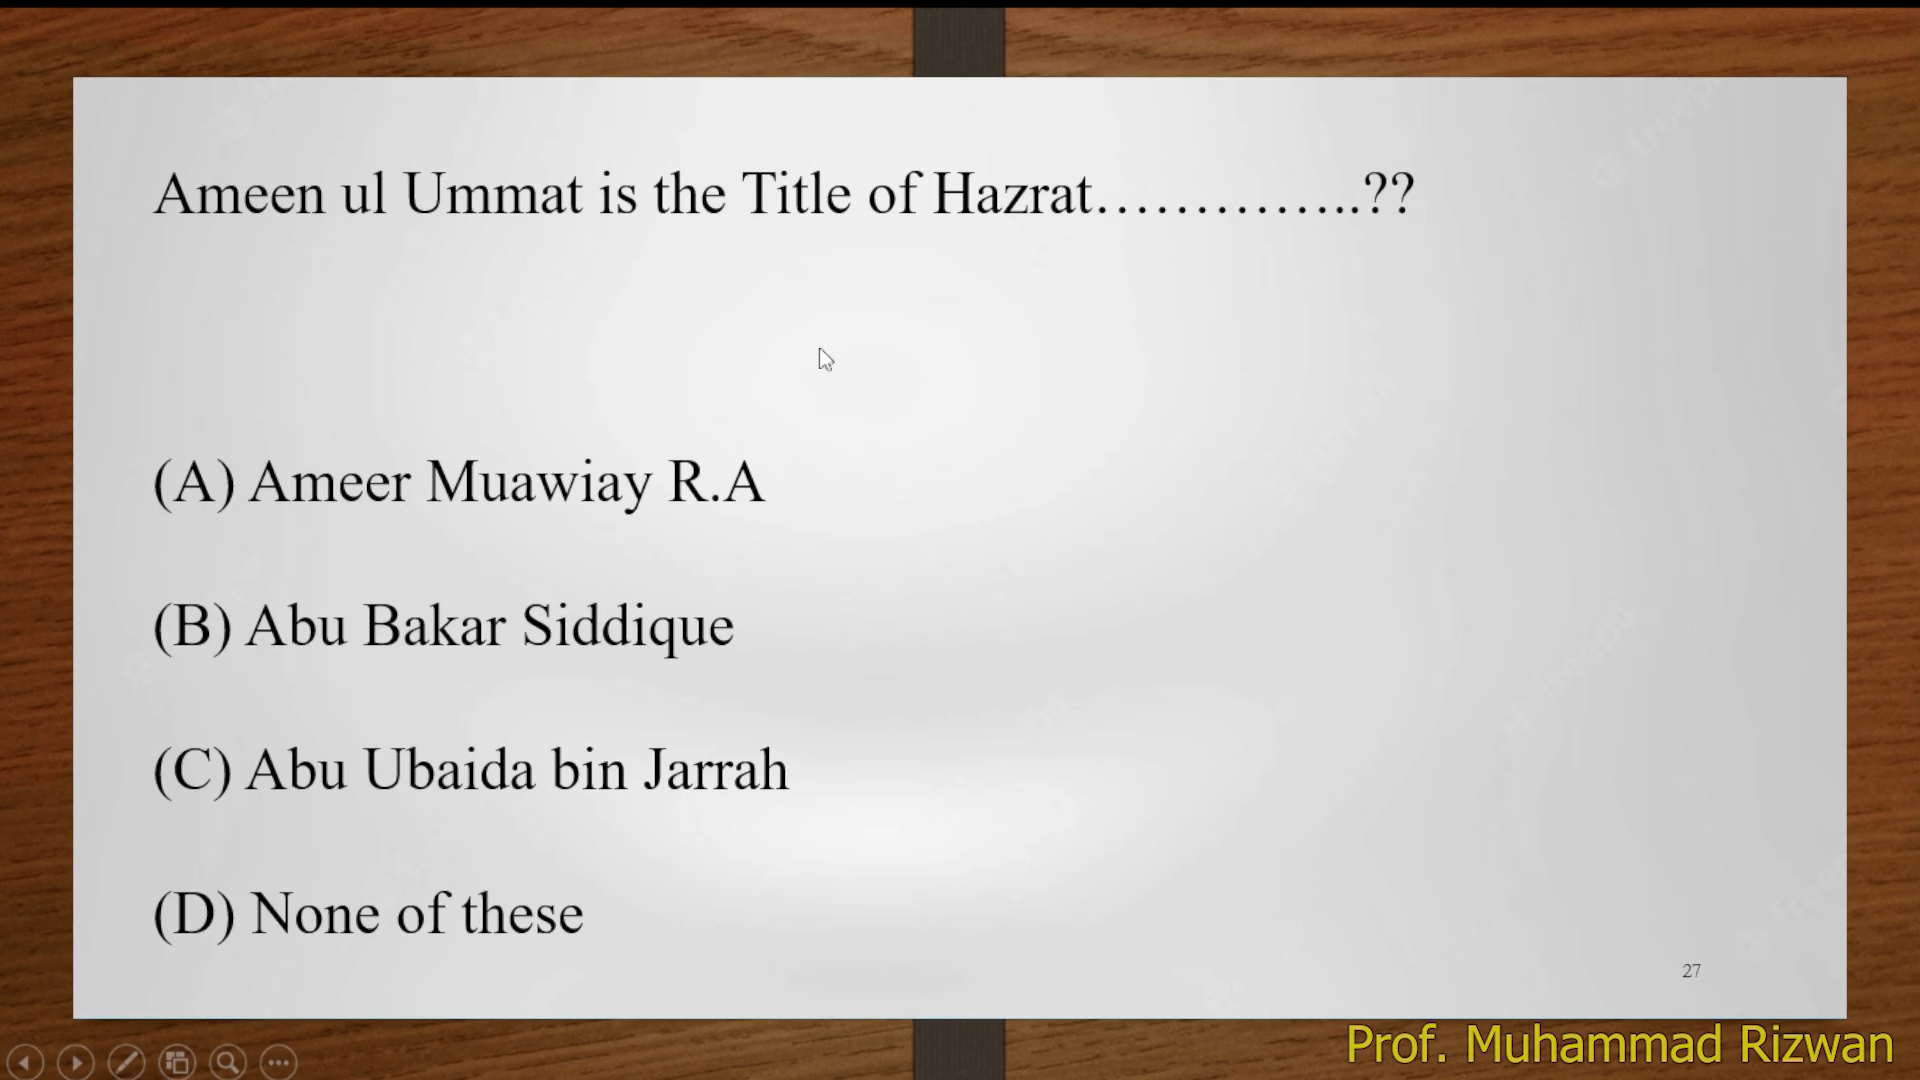 Ameen ul Ummat is the Title of Hazrat…………..??
(A) Ameer Muawiay R.A
(B) Abu Bakar Siddique
(C) Abu Ubaida bin Jarrah
(D) None of these
27
Prof. Muhammad Rizwan